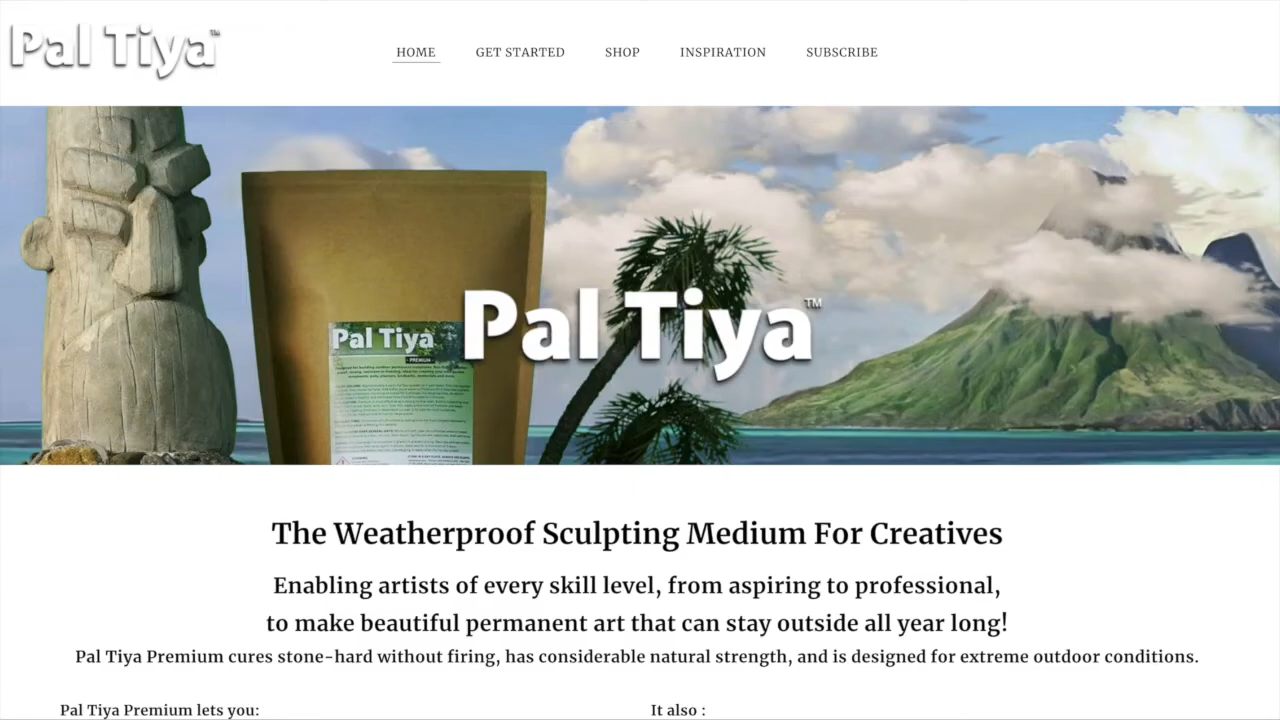 Pal Tiya™
HOME GET STARTED SHOP INSPIRATION SUBSCRIBE
Pal Tiya
PREMIUM
Pal Tiya™
The Weatherproof Sculpting Medium For Creatives
Enabling artists of every skill level, from aspiring to professional,
to make beautiful permanent art that can stay outside all year long!
Pal Tiya Premium cures stone-hard without firing, has considerable natural strength, and is designed for extreme outdoor conditions.
Pal Tiya Premium lets you: It also :